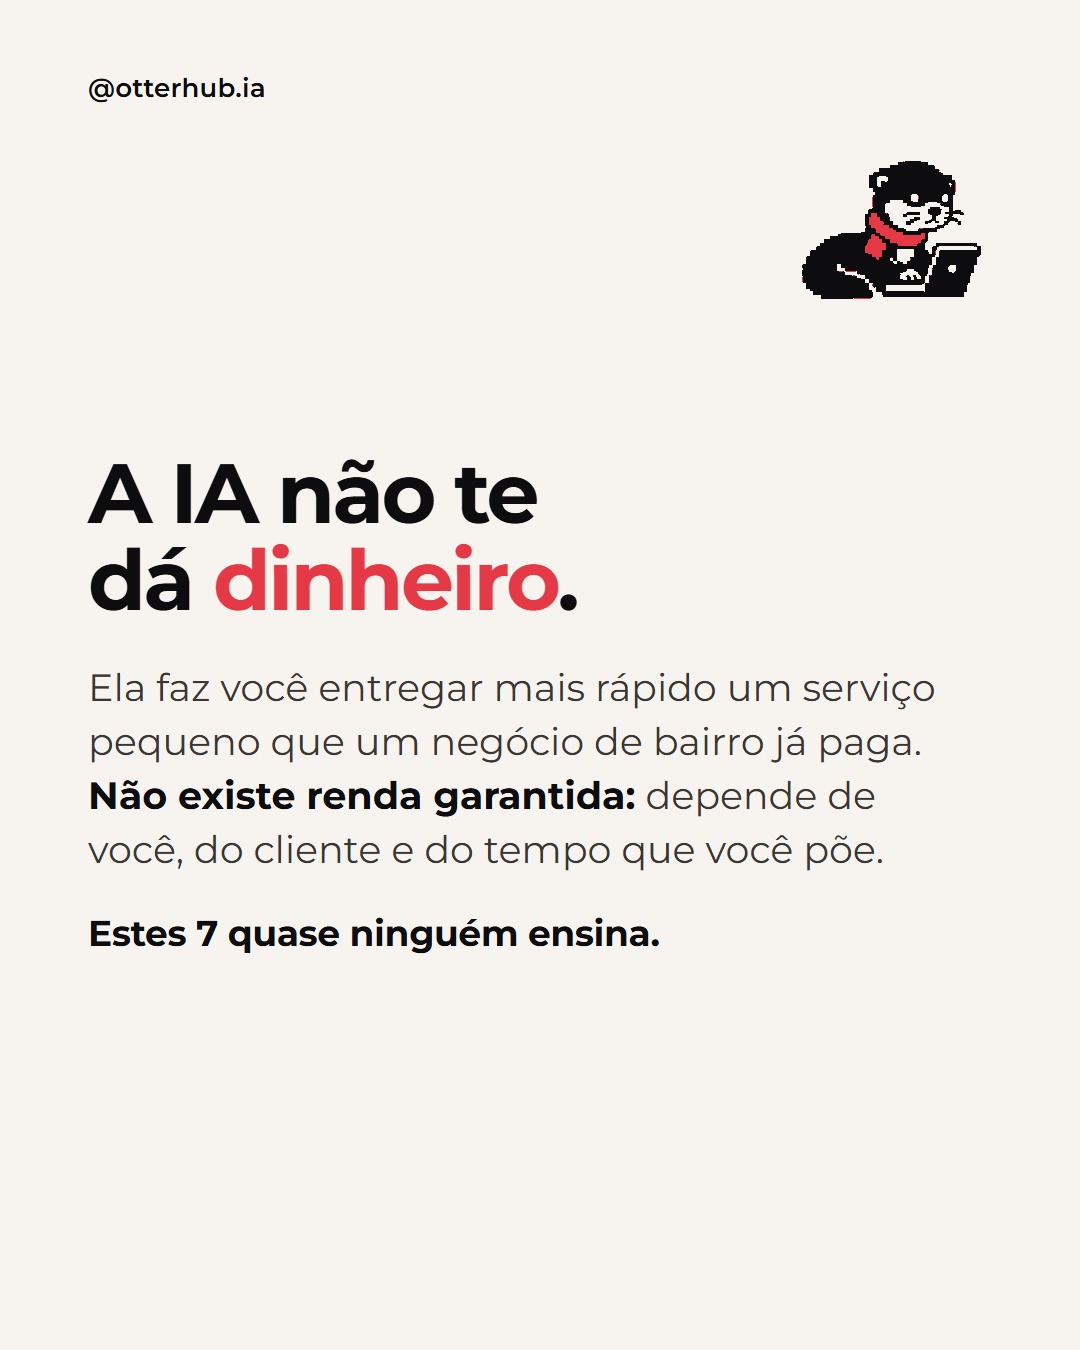 @otterhub.ia
A IA não te
dá dinheiro.
Ela faz você entregar mais rápido um serviço
pequeno que um negócio de bairro já paga.
Não existe renda garantida: depende de
você, do cliente e do tempo que você põe.
Estes 7 quase ninguém ensina.